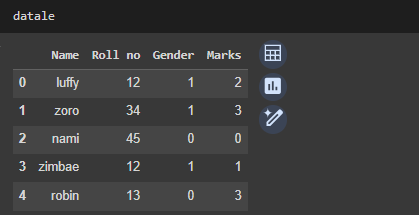 datale
Name Roll no Gender Marks
0 luffy 12 1 2
1 zoro 34 1 3
2 nami 45 0 0
3 zimbae 12 1 1
4 robin 13 0 3